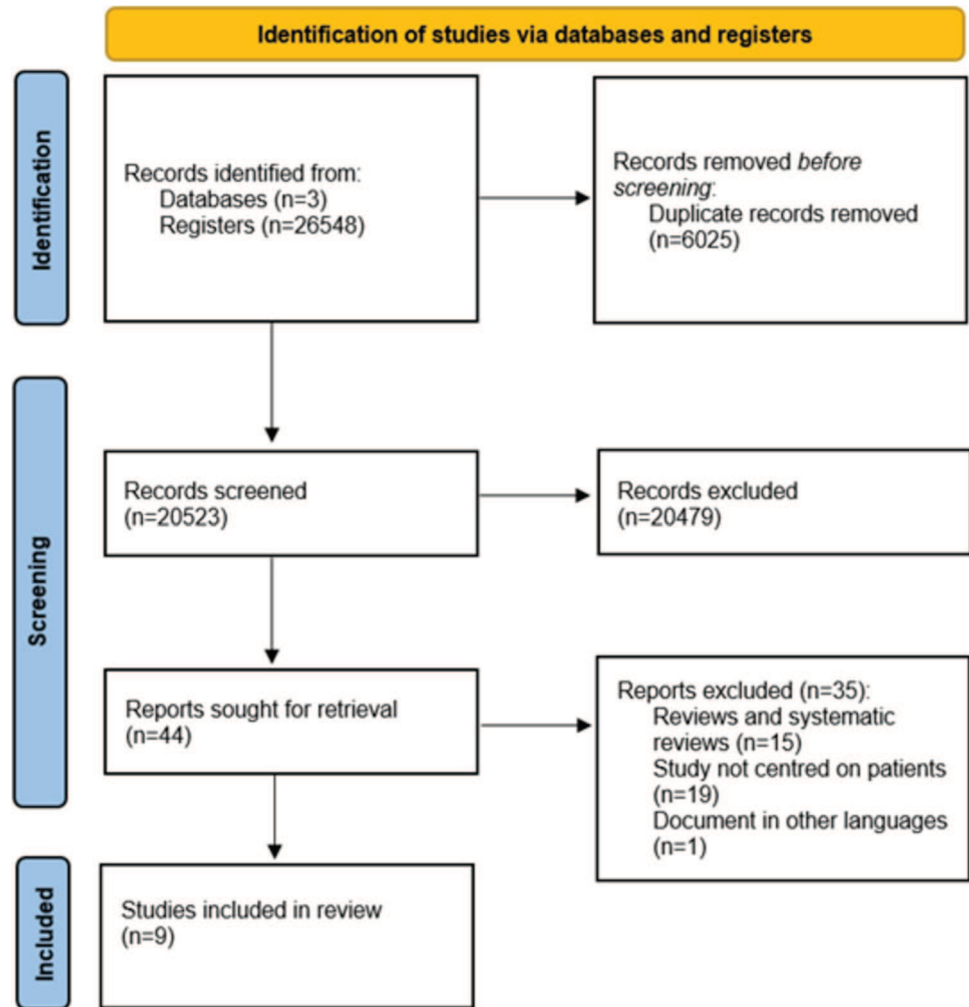 Identification of studies via databases and registers
Identification
Records identified from:
Databases (n=3)
Registers (n=26548)
Records removed before
screening:
Duplicate records removed
(n=6025)
Screening
Records screened
(n=20523)
Records excluded
(n=20479)
Reports sought for retrieval
(n=44)
Reports excluded (n=35):
Reviews and systematic
reviews (n=15)
Study not centred on patients
(n=19)
Document in other languages
(n=1)
Included
Studies included in review
(n=9)